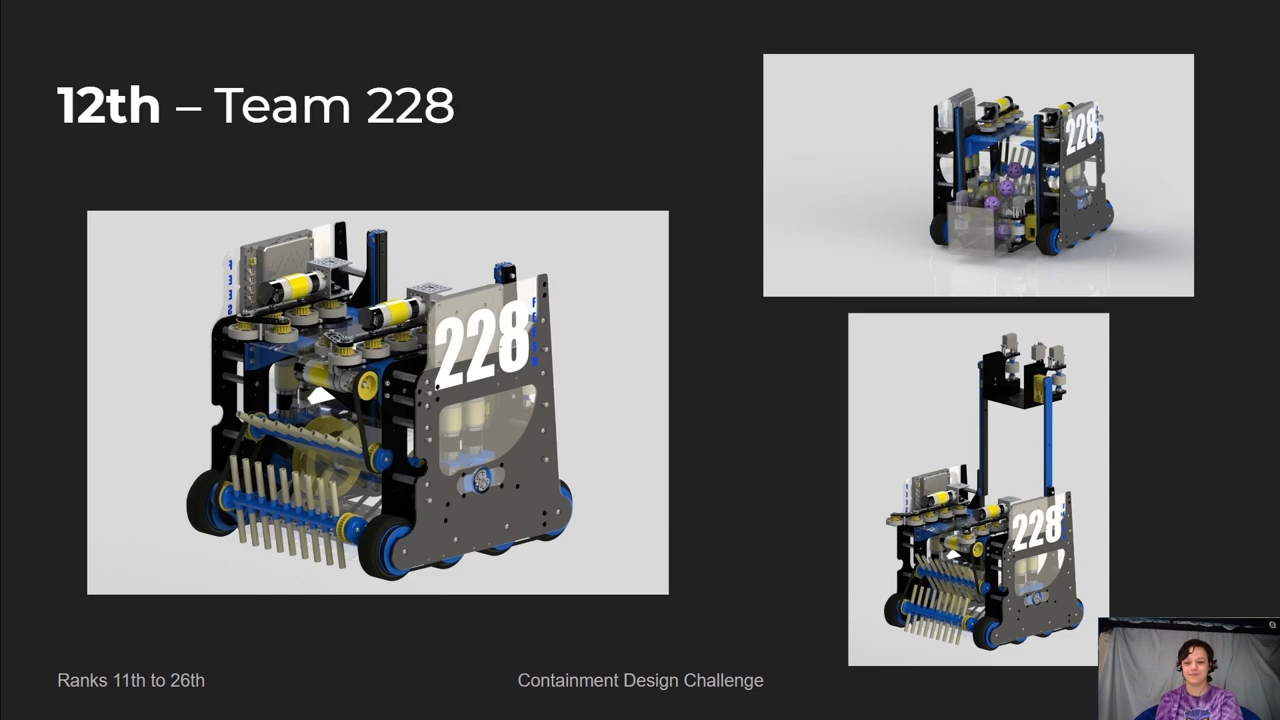 12th – Team 228
228
228
228
Ranks 11th to 26th
Containment Design Challenge